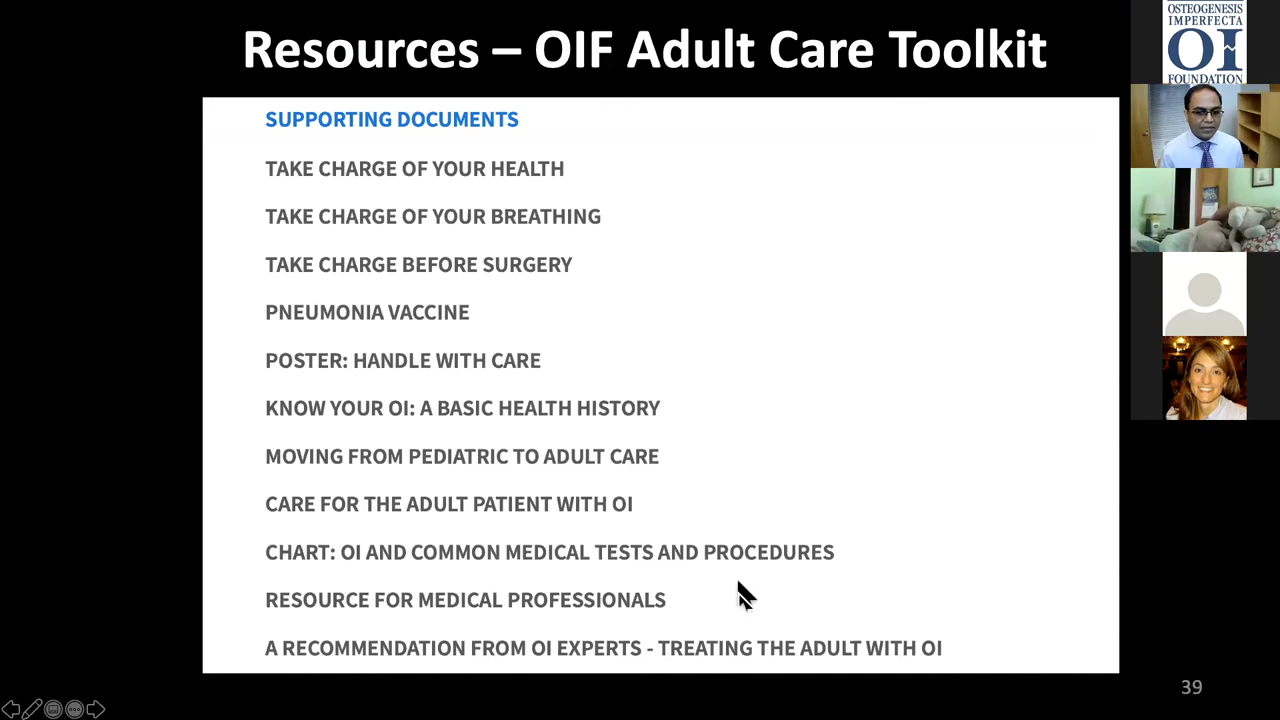 Resources – OIF Adult Care Toolkit
SUPPORTING DOCUMENTS
TAKE CHARGE OF YOUR HEALTH
TAKE CHARGE OF YOUR BREATHING
TAKE CHARGE BEFORE SURGERY
PNEUMONIA VACCINE
POSTER: HANDLE WITH CARE
KNOW YOUR OI: A BASIC HEALTH HISTORY
MOVING FROM PEDIATRIC TO ADULT CARE
CARE FOR THE ADULT PATIENT WITH OI
CHART: OI AND COMMON MEDICAL TESTS AND PROCEDURES
RESOURCE FOR MEDICAL PROFESSIONALS
A RECOMMENDATION FROM OI EXPERTS - TREATING THE ADULT WITH OI
39
OSTEOGENESIS
IMPERFECTA
OI
FOUNDATION